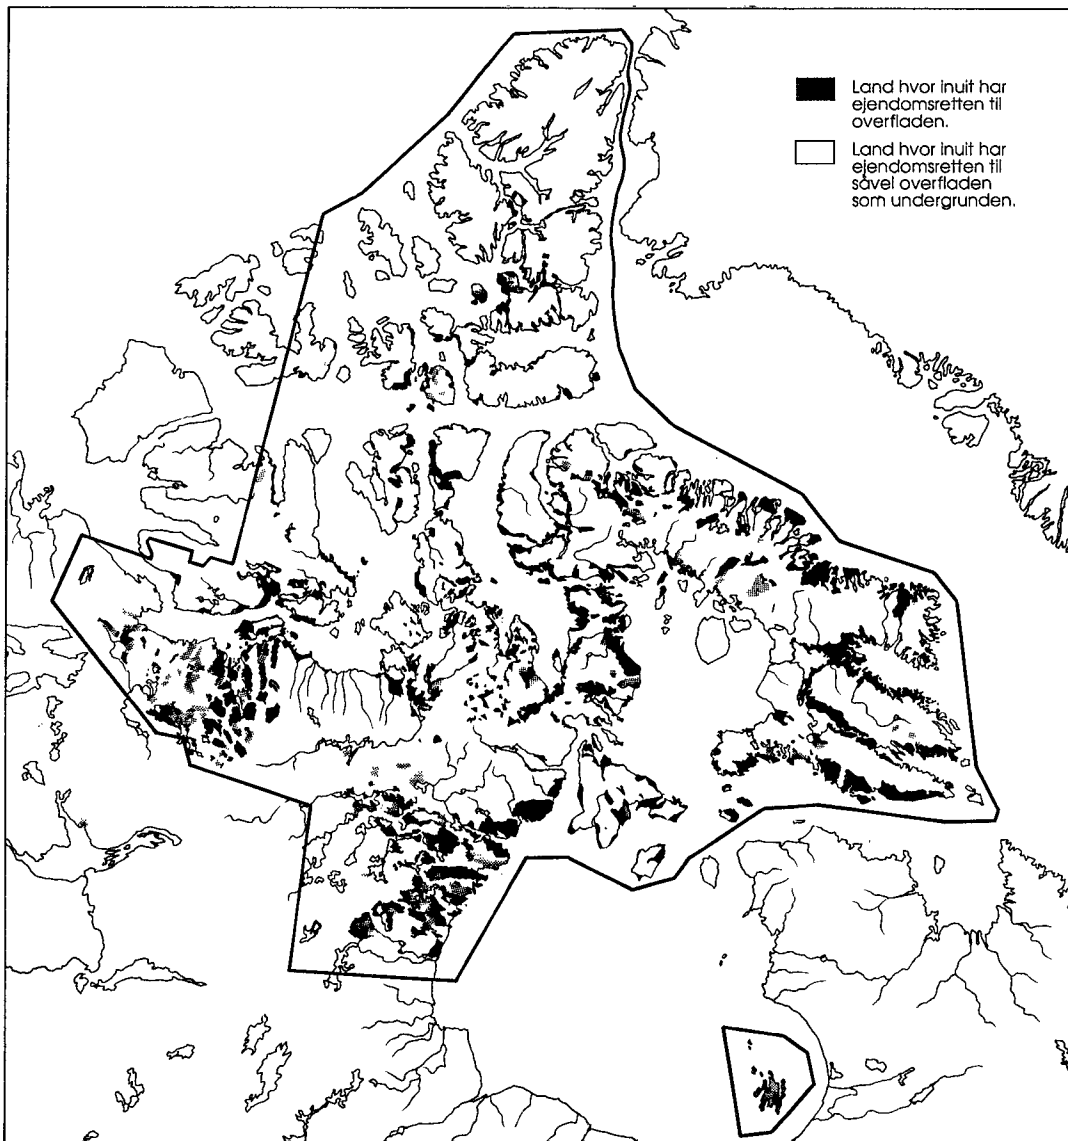 Land hvor inuit har
ejendomsretten til
overfladen.
Land hvor inuit har
ejendomsretten til
såvel overfladen
som undergrunden.